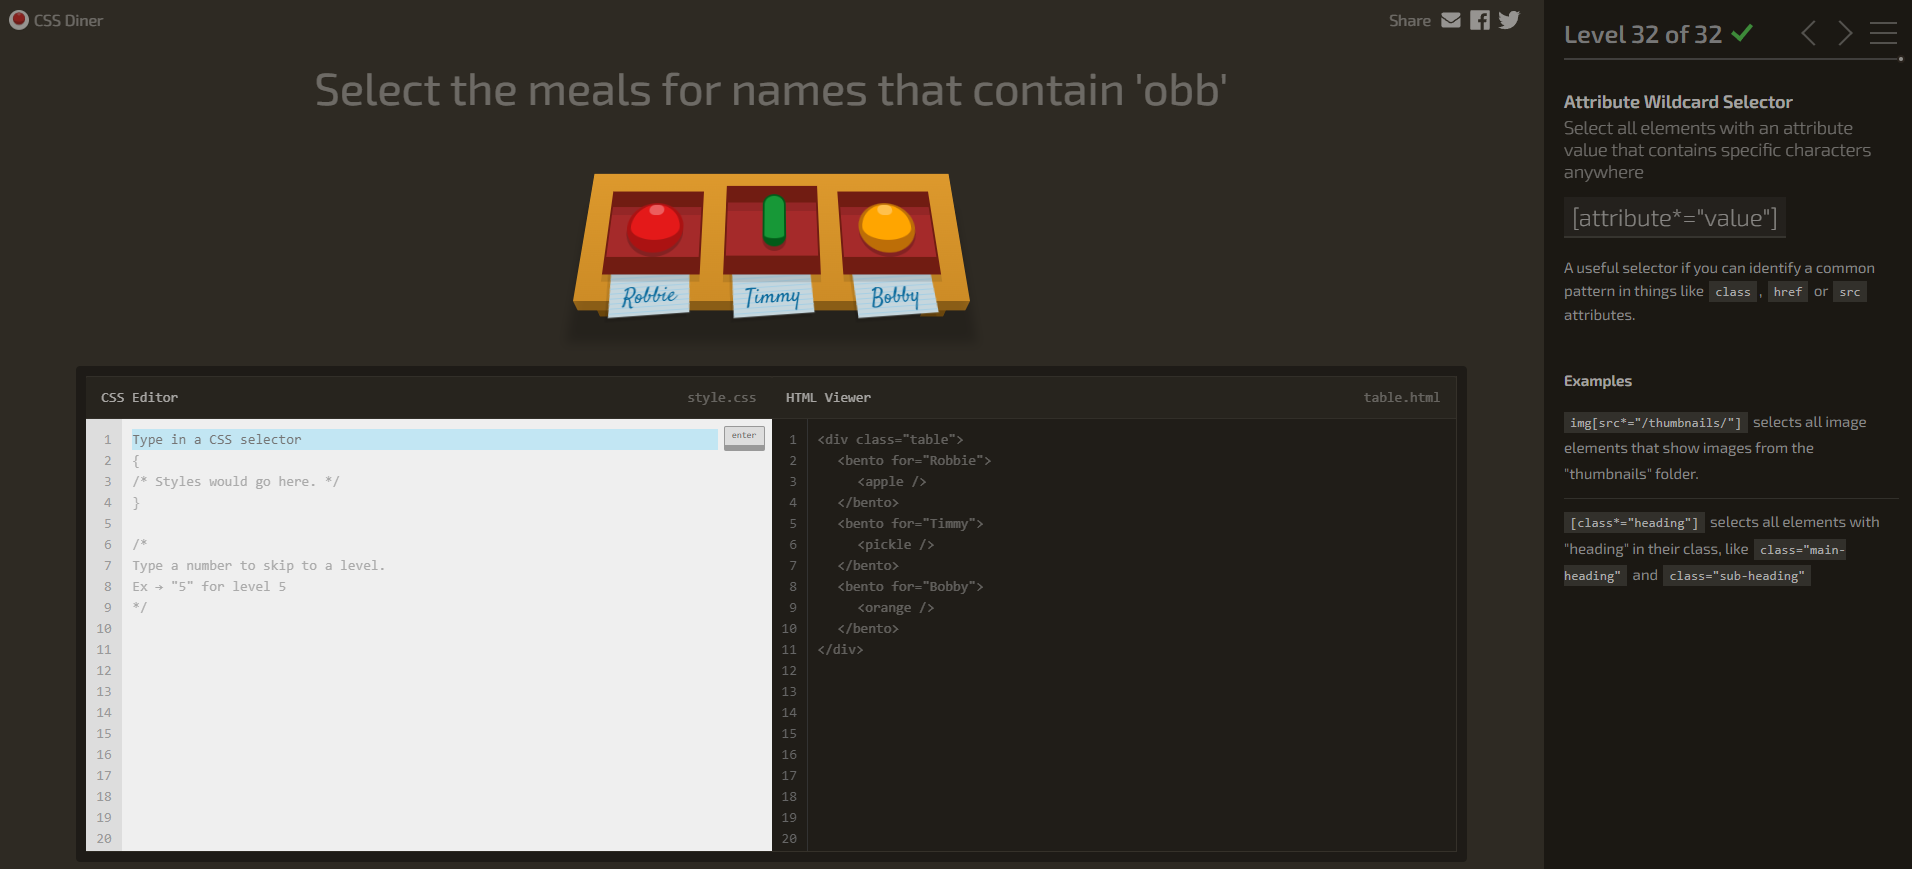 CSS Diner
Share
Select the meals for names that contain 'obb'
Robbie
Timmy
Bobby
CSS Editor
style.css
1 Type in a CSS selector
enter
2 {
3 /* Styles would go here. */
4 }
5
6 /*
7 Type a number to skip to a level.
8 Ex → "5" for level 5
9 */
10
11
12
13
14
15
16
17
18
19
20
HTML Viewer
table.html
1 <div class="table">
2 <bento for="Robbie">
3 <apple />
4 </bento>
5 <bento for="Timmy">
6 <pickle />
7 </bento>
8 <bento for="Bobby">
9 <orange />
10 </bento>
11 </div>
12
13
14
15
16
17
18
19
20
Level 32 of 32
Attribute Wildcard Selector
Select all elements with an attribute
value that contains specific characters
anywhere
[attribute*="value"]
A useful selector if you can identify a common
pattern in things like class , href or src
attributes.
Examples
img[src*="/thumbnails/"] selects all image
elements that show images from the
"thumbnails" folder.
[class*="heading"] selects all elements with
"heading" in their class, like class="main-
heading" and class="sub-heading"